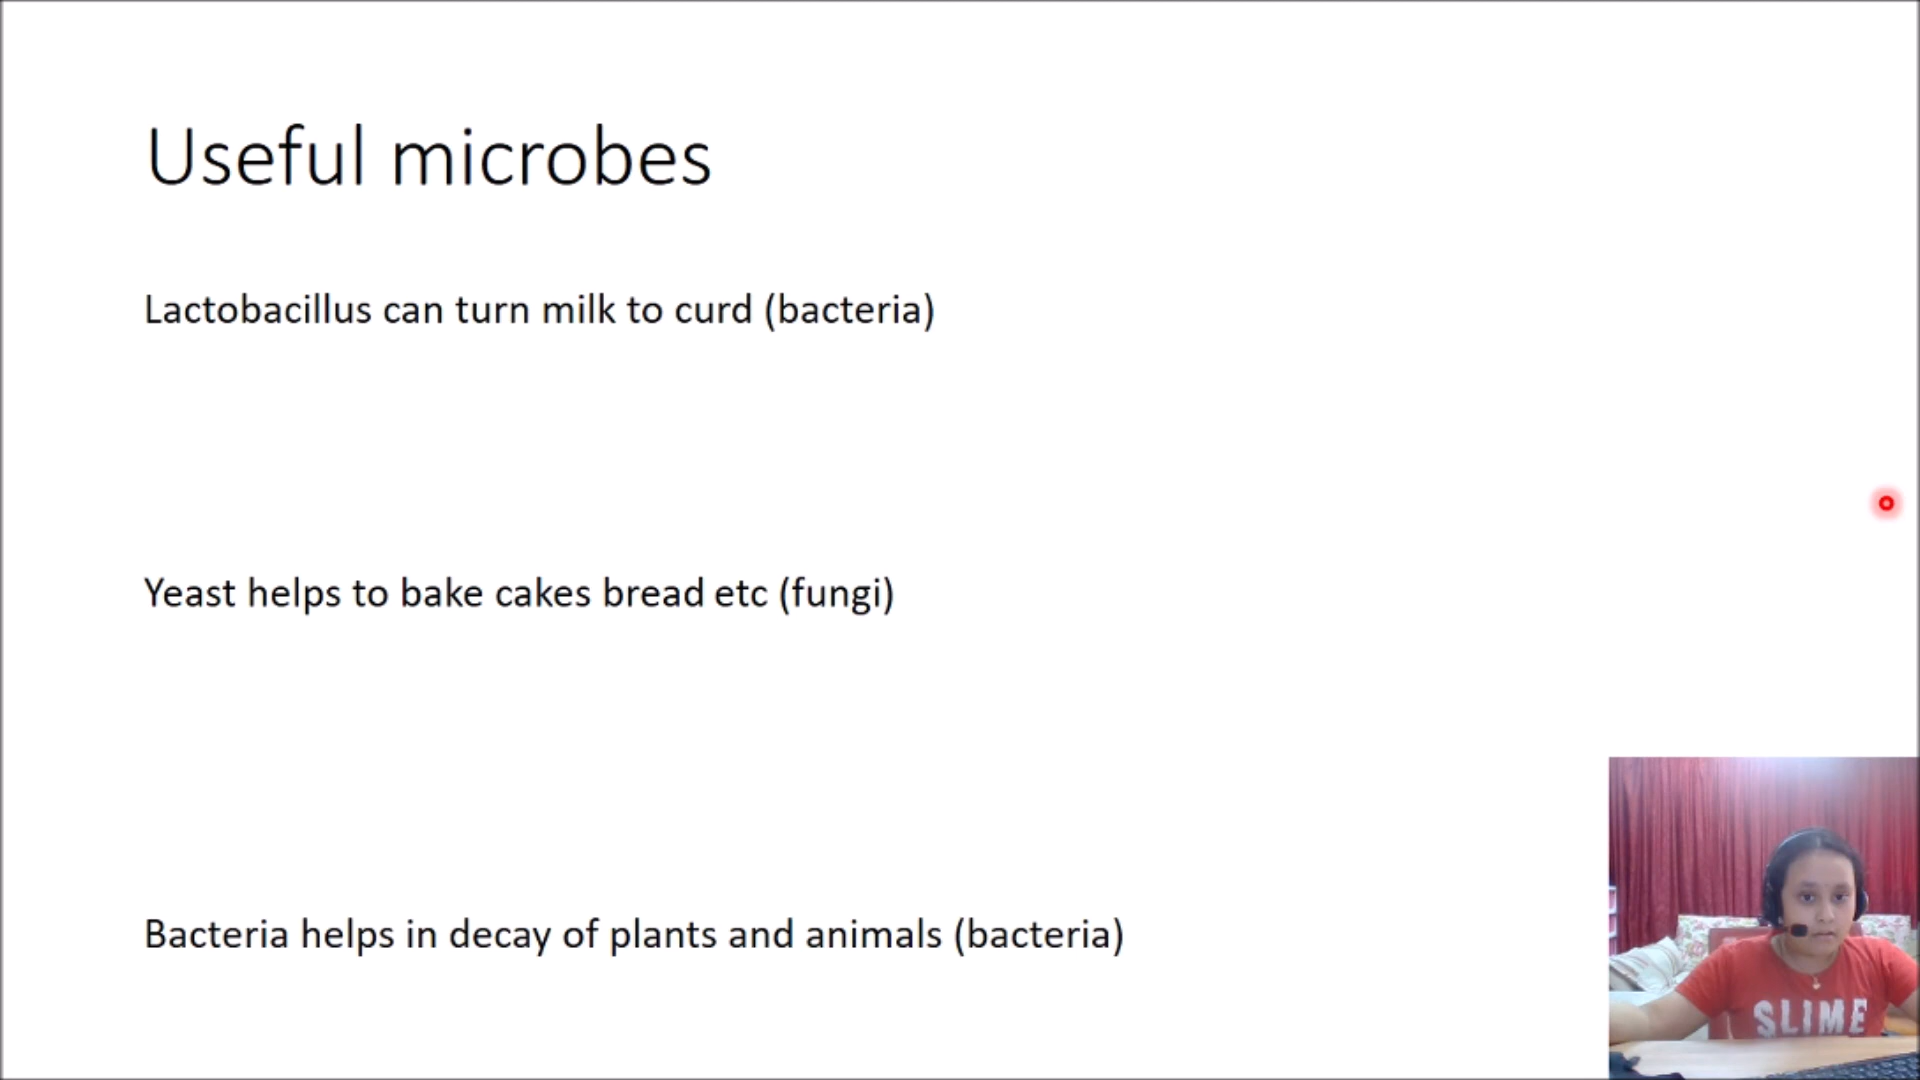 Useful microbes
Lactobacillus can turn milk to curd (bacteria)
Yeast helps to bake cakes bread etc (fungi)
Bacteria helps in decay of plants and animals (bacteria)
SLIME